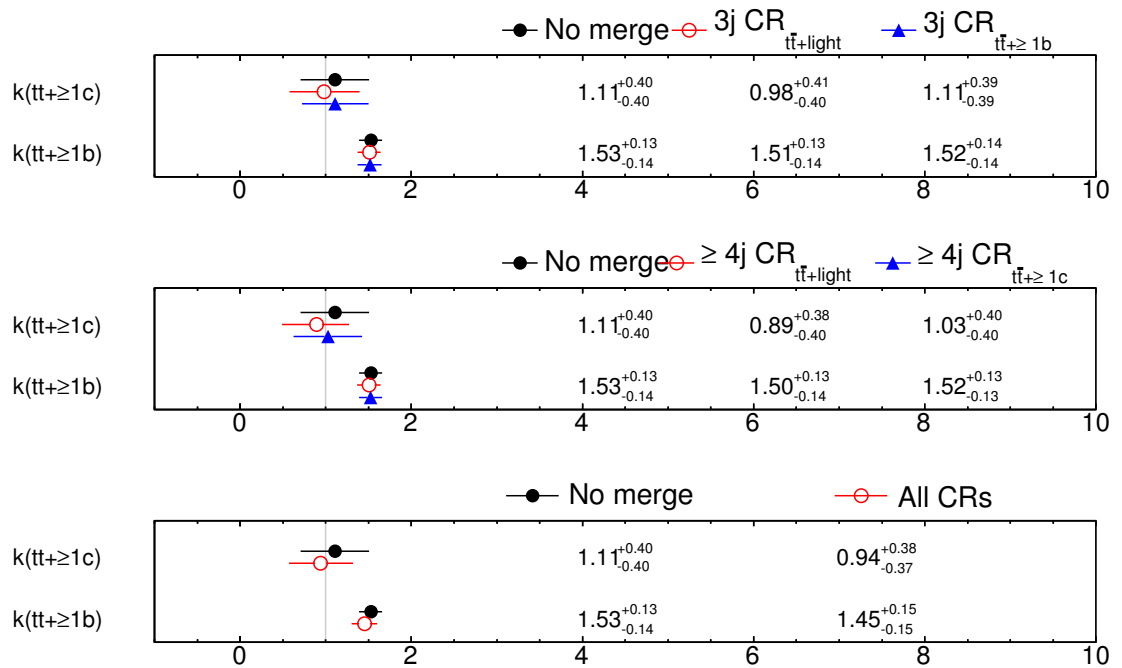 No merge 3j CR tt̄+light 3j CR tt̄+≥ 1b
k(tt+≥1c) 1.11 +0.40 -0.40 0.98 +0.41 -0.40 1.11 +0.39 -0.39
k(tt+≥1b) 1.53 +0.13 -0.14 1.51 +0.13 -0.14 1.52 +0.14 -0.14
0 2 4 6 8 10
No merge ≥ 4j CR tt̄+light ≥ 4j CR tt̄+≥ 1c
k(tt+≥1c) 1.11 +0.40 -0.40 0.89 +0.38 -0.40 1.03 +0.40 -0.40
k(tt+≥1b) 1.53 +0.13 -0.14 1.50 +0.13 -0.14 1.52 +0.13 -0.13
0 2 4 6 8 10
No merge All CRs
k(tt+≥1c) 1.11 +0.40 -0.40 0.94 +0.38 -0.37
k(tt+≥1b) 1.53 +0.13 -0.14 1.45 +0.15 -0.15
0 2 4 6 8 10